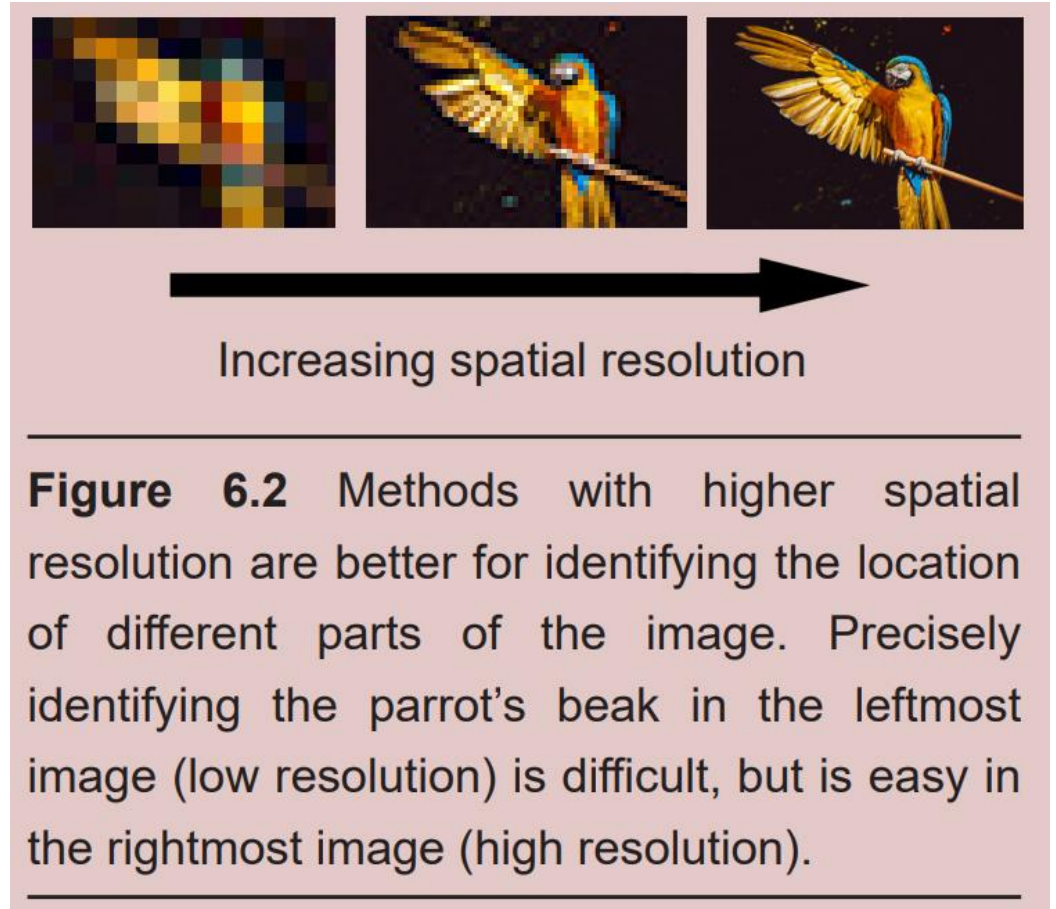 Increasing spatial resolution
Figure 6.2 Methods with higher spatial
resolution are better for identifying the location
of different parts of the image. Precisely
identifying the parrot’s beak in the leftmost
image (low resolution) is difficult, but is easy in
the rightmost image (high resolution).